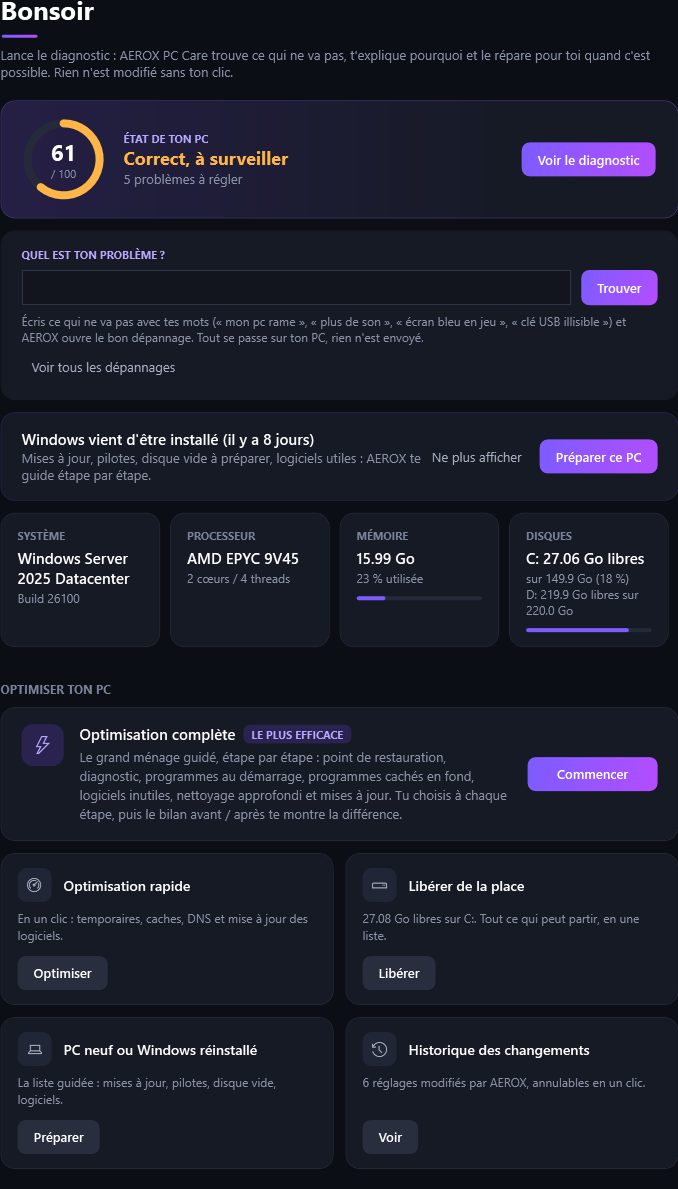 Bonsoir
Lance le diagnostic : AEROX PC Care trouve ce qui ne va pas, t'explique pourquoi et le répare pour toi quand c'est
possible. Rien n'est modifié sans ton clic.
61
/ 100
ÉTAT DE TON PC
Correct, à surveiller
5 problèmes à régler
Voir le diagnostic
QUEL EST TON PROBLÈME ?
Trouver
Écris ce qui ne va pas avec tes mots (« mon pc rame », « plus de son », « écran bleu en jeu », « clé USB illisible ») et
AEROX ouvre le bon dépannage. Tout se passe sur ton PC, rien n'est envoyé.
Voir tous les dépannages
Windows vient d'être installé (il y a 8 jours)
Mises à jour, pilotes, disque vide à préparer, logiciels utiles : AEROX te
guide étape par étape.
Ne plus afficher
Préparer ce PC
SYSTÈME
Windows Server
2025 Datacenter
Build 26100
PROCESSEUR
AMD EPYC 9V45
2 cœurs / 4 threads
MÉMOIRE
15.99 Go
23 % utilisée
DISQUES
C: 27.06 Go libres
sur 149.9 Go (18 %)
D: 219.9 Go libres sur
220.0 Go
OPTIMISER TON PC
Optimisation complète
LE PLUS EFFICACE
Le grand ménage guidé, étape par étape : point de restauration,
diagnostic, programmes au démarrage, programmes cachés en fond,
logiciels inutiles, nettoyage approfondi et mises à jour. Tu choisis à chaque
étape, puis le bilan avant / après te montre la différence.
Commencer
Optimisation rapide
En un clic : temporaires, caches, DNS et mise à jour des
logiciels.
Optimiser
Libérer de la place
27.08 Go libres sur C:. Tout ce qui peut partir, en une
liste.
Libérer
PC neuf ou Windows réinstallé
La liste guidée : mises à jour, pilotes, disque vide,
logiciels.
Préparer
Historique des changements
6 réglages modifiés par AEROX, annulables en un clic.
Voir